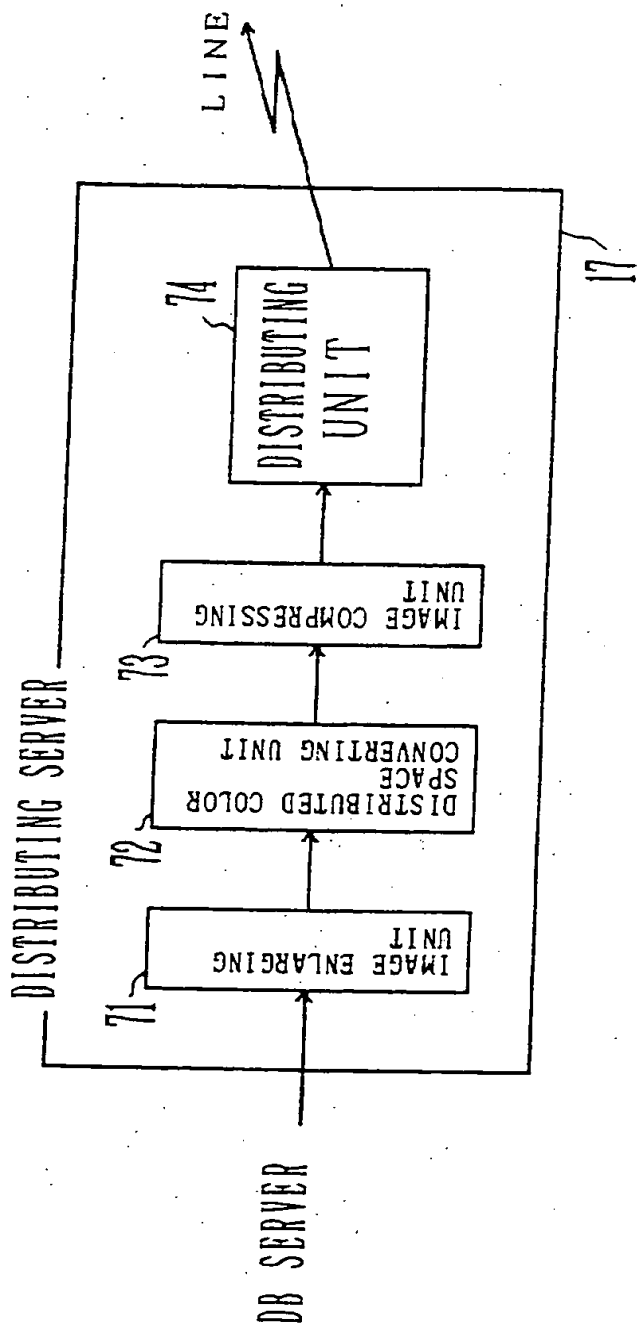 DISTRIBUTING SERVER
DB SERVER
71
IMAGE ENLARGING
UNIT
72
DISTRIBUTED COLOR
SPACE
CONVERTING UNIT
73
IMAGE COMPRESSING
UNIT
74
DISTRIBUTING
UNIT
LINE
17